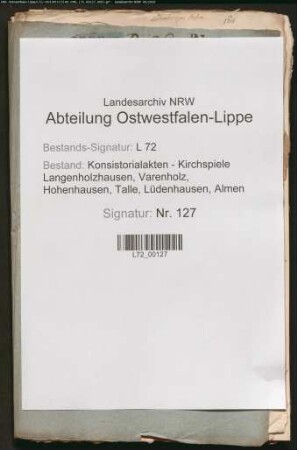 Landesarchiv NRW
Abteilung Ostwestfalen-Lippe
Bestands-Signatur: L 72
Bestand: Konsistorialakten - Kirchspiele
Langenholzhausen, Varenholz,
Hohenhausen, Talle, Lüdenhausen, Almen
Signatur: Nr. 127
L72_00127